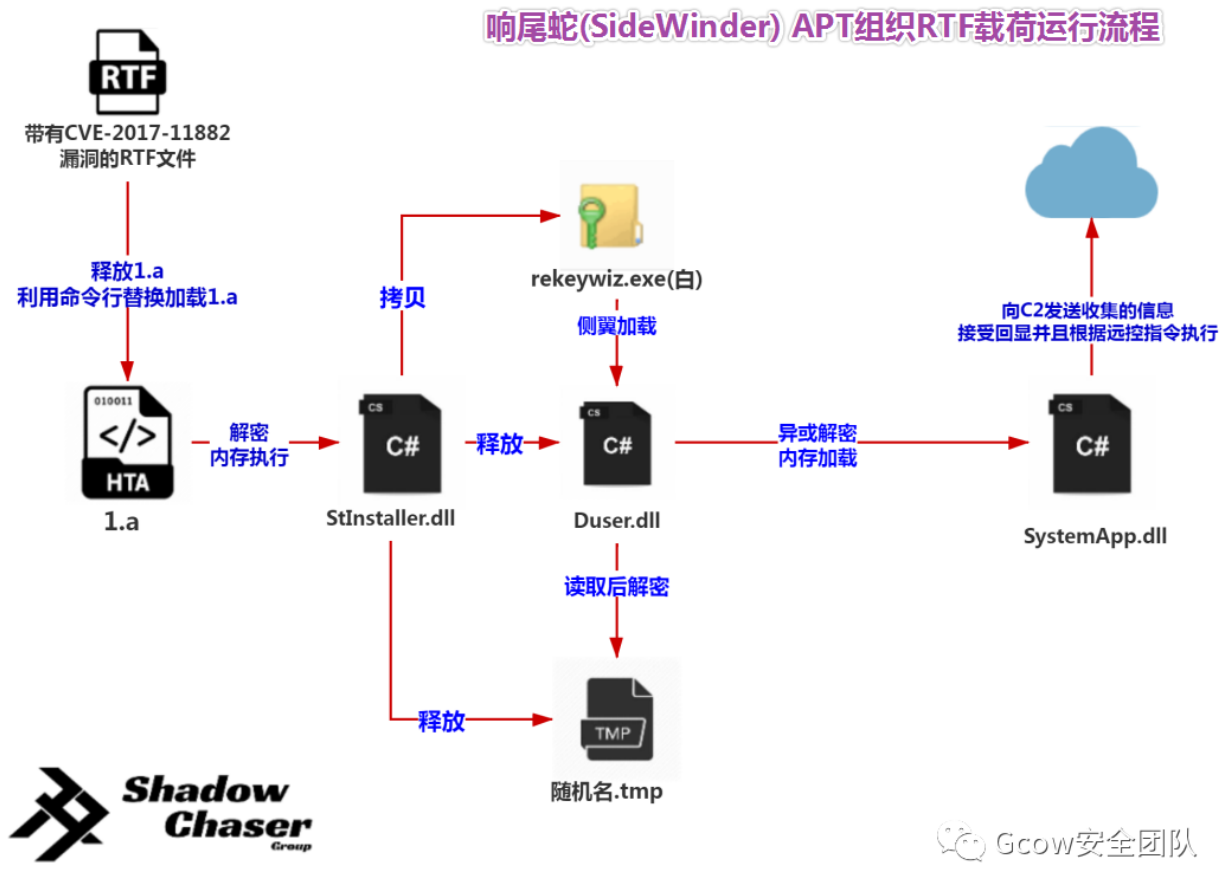 响尾蛇(SideWinder) APT组织RTF载荷运行流程
RTF
带有CVE-2017-11882
漏洞的RTF文件
释放1.a
利用命令行替换加载1.a
010011
</>
HTA
1.a
解密
内存执行
拷贝
CS
C#
StInstaller.dll
释放
释放
rekeywiz.exe(白)
侧翼加载
CS
C#
Duser.dll
读取后解密
TMP
随机名.tmp
异或解密
内存加载
向C2发送收集的信息
接受回显并且根据远控指令执行
CS
C#
SystemApp.dll
Shadow
Chaser
Group
Gcow安全团队